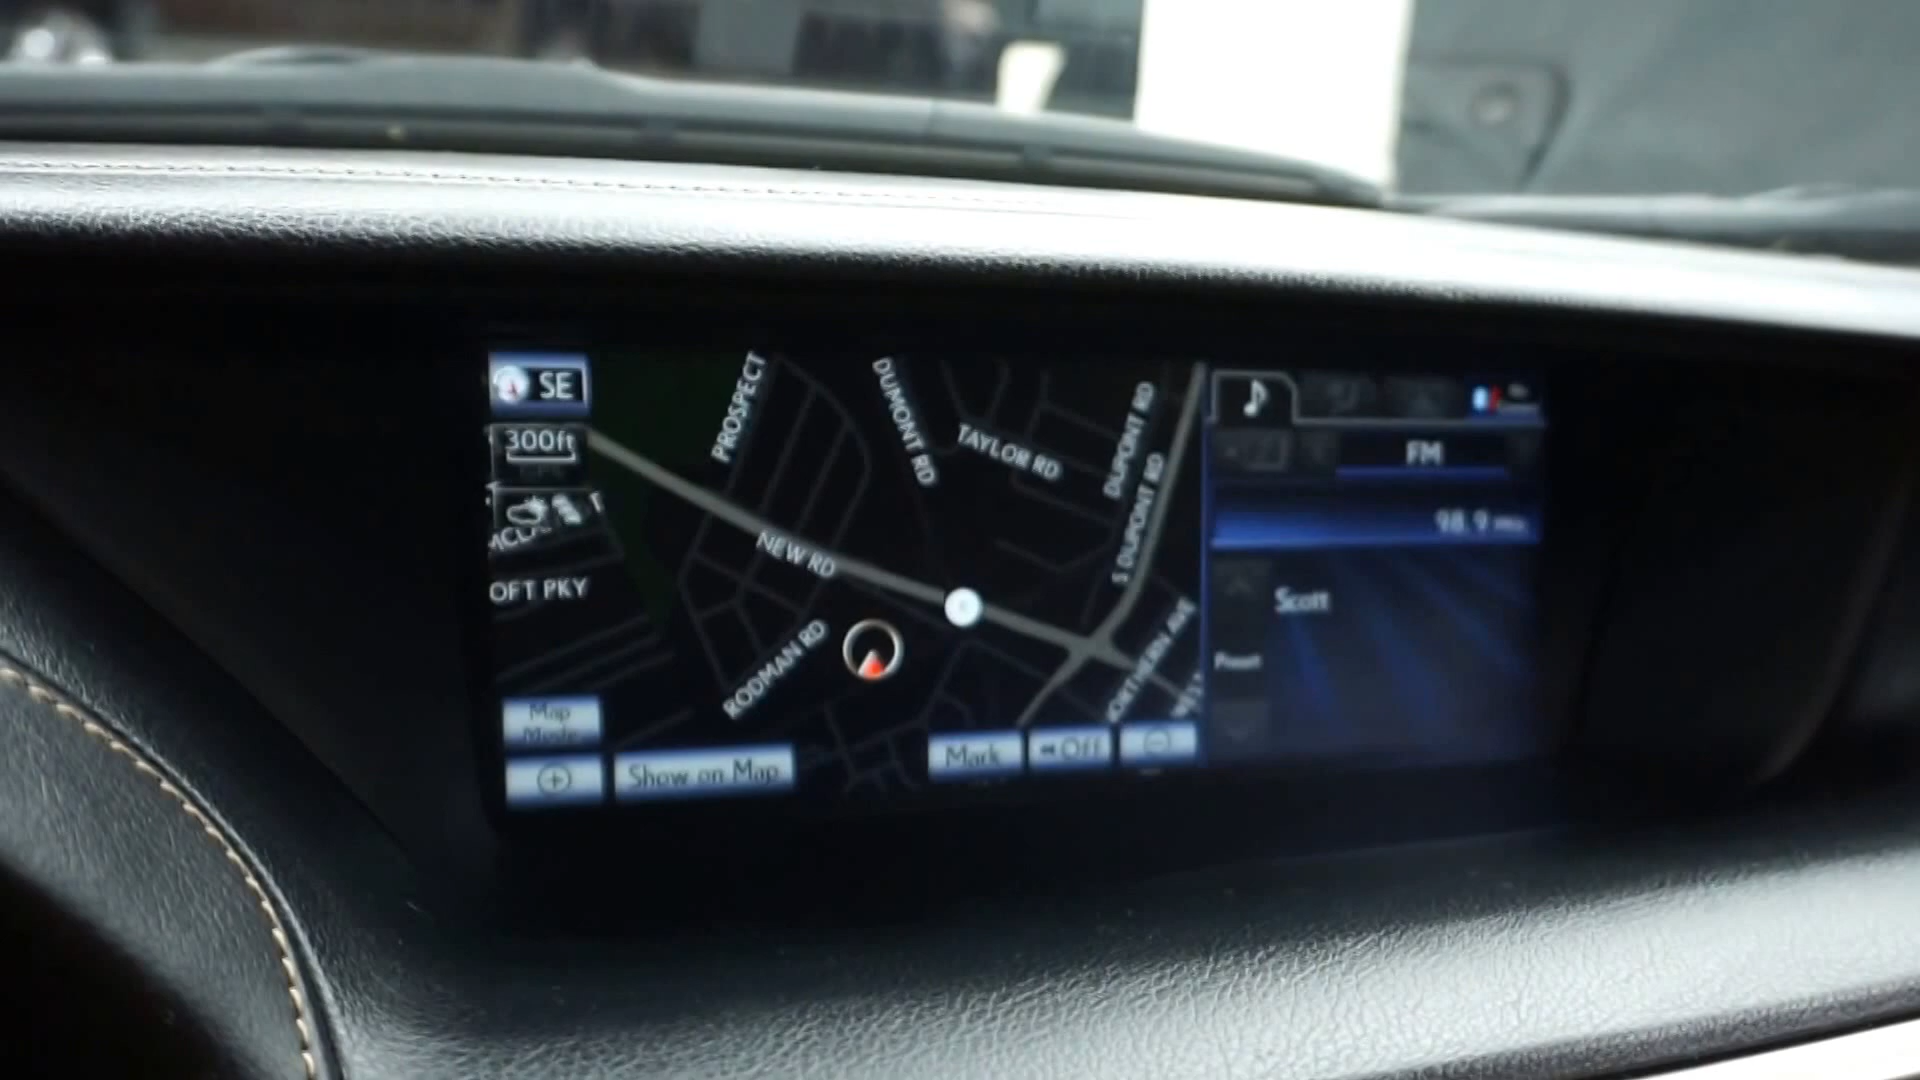 SE
300ft
PROSPECT
DUMONT RD
TAYLOR RD
DUPONT RD
S DUPONT RD
NEW RD
OFT PKY
RODMAN RD
Map
Mode
Show on Map
Mark
Off
FM
98.9
Scott
Preset